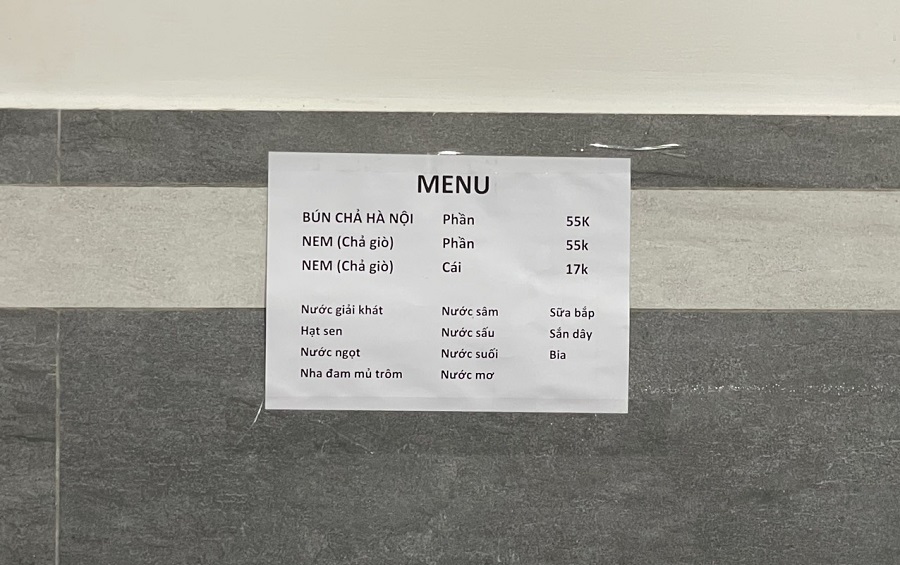 MENU
BÚN CHẢ HÀ NỘI Phần 55K
NEM (Chả giò) Phần 55k
NEM (Chả giò) Cái 17k
Nước giải khát Nước sâm Sữa bắp
Hạt sen Nước sấu Sắn dây
Nước ngọt Nước suối Bia
Nha đam mủ trôm Nước mơ